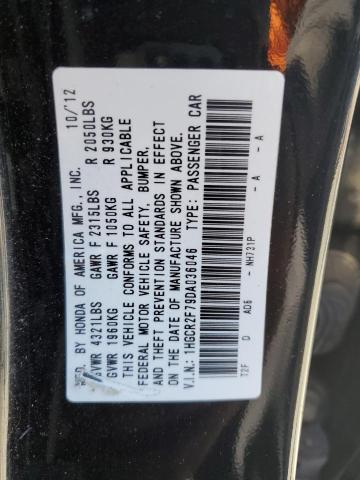 MFD. BY HONDA OF AMERICA MFG., INC. 10/12
GVWR 4321LBS GAWR F 2315LBS R 2050LBS
GVWR 1960KG GAWR F 1050KG R 930KG
THIS VEHICLE CONFORMS TO ALL APPLICABLE
FEDERAL MOTOR VEHICLE SAFETY, BUMPER,
AND THEFT PREVENTION STANDARDS IN EFFECT
ON THE DATE OF MANUFACTURE SHOWN ABOVE.
V.I.N.: 1HGCR2F79DA036046 TYPE: PASSENGER CAR
T2F D AD6 - NH731P - A - A